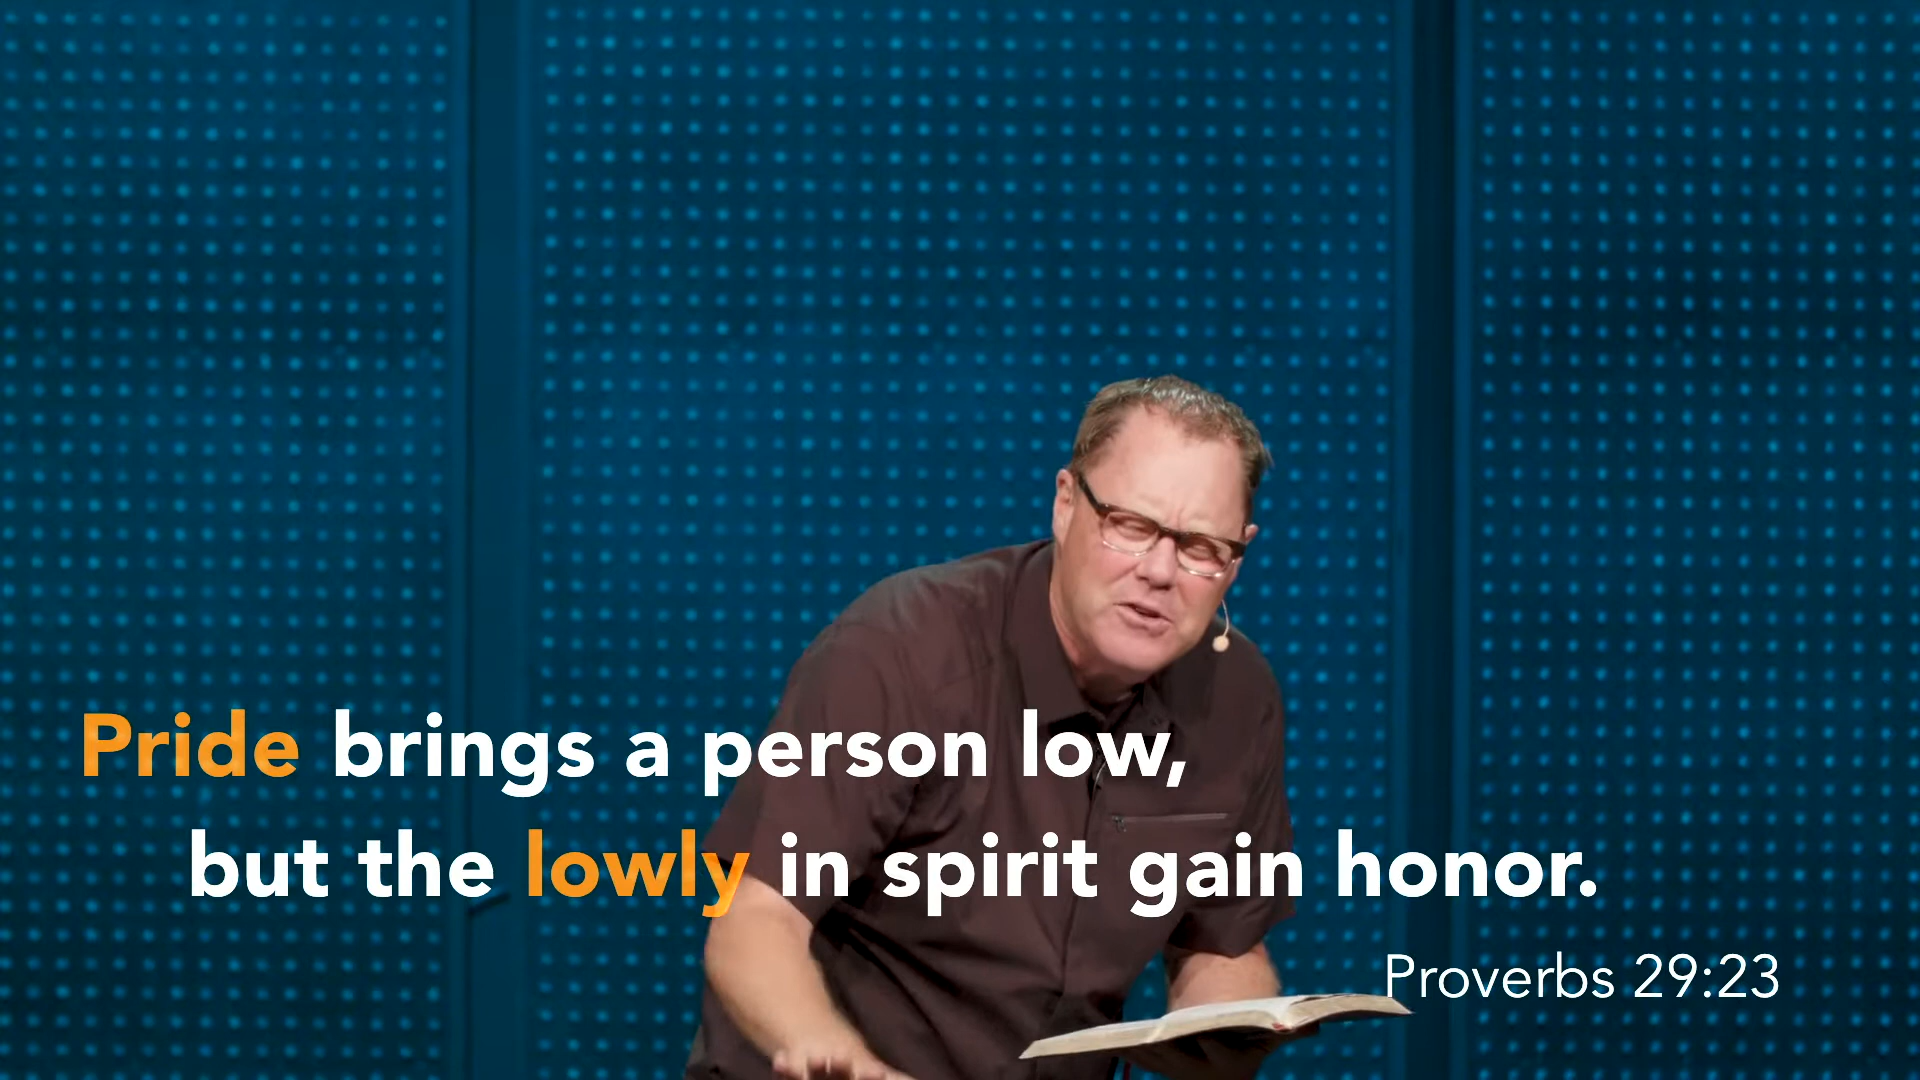 Pride brings a person low,
but the lowly in spirit gain honor.
Proverbs 29:23